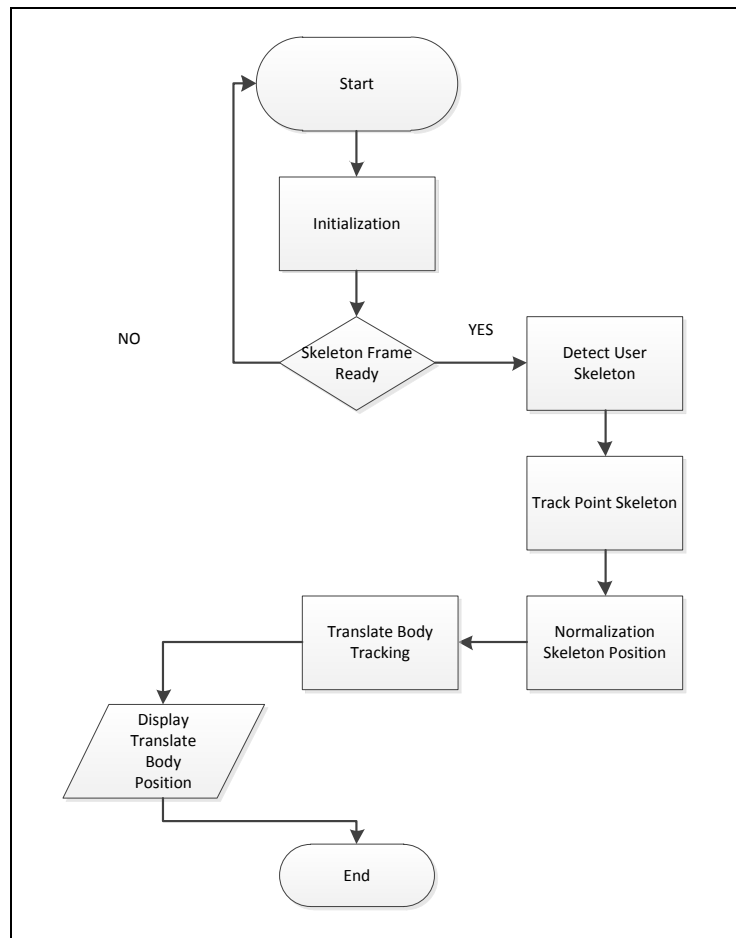 Start
Initialization
NO
YES
Skeleton Frame
Ready
Detect User
Skeleton
Track Point Skeleton
Normalization
Skeleton Position
Translate Body
Tracking
Display
Translate
Body
Position
End